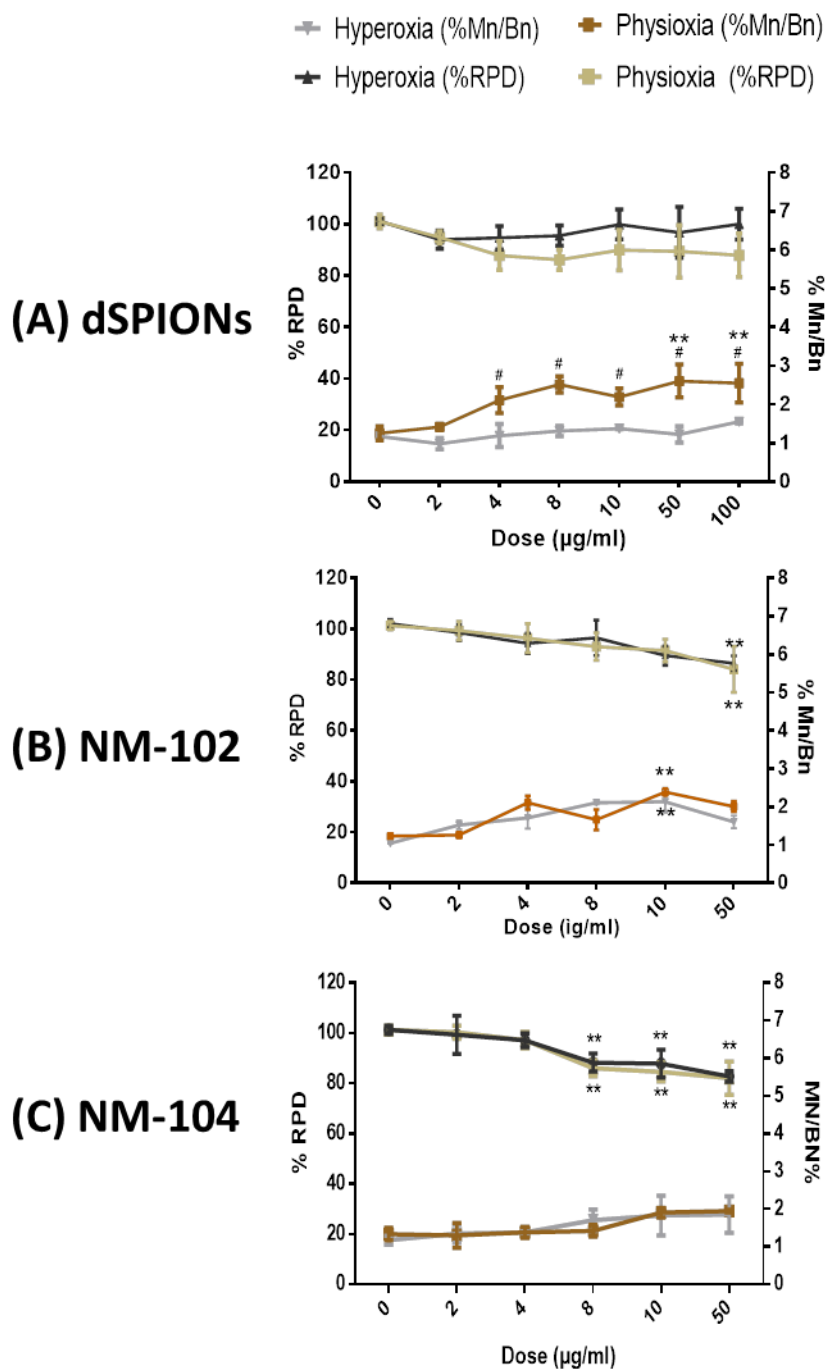 Hyperoxia (%Mn/Bn) Physioxia (%Mn/Bn)
Hyperoxia (%RPD) Physioxia (%RPD)
(A) dSPIONs
% RPD
120
100
80
60
40
20
0
8
7
6
5
4
3
2
1
0
% Mn/Bn
** **
# # # # #
0 2 4 8 10 50 100
Dose (µg/ml)
(B) NM-102
% RPD
120
100
80
60
40
20
0
8
7
6
5
4
3
2
1
0
% Mn/Bn
**
**
**
**
0 2 4 8 10 50
Dose (ig/ml)
(C) NM-104
% RPD
120
100
80
60
40
20
0
8
7
6
5
4
3
2
1
0
MN/BN%
** ** **
** ** **
0 2 4 8 10 50
Dose (µg/ml)